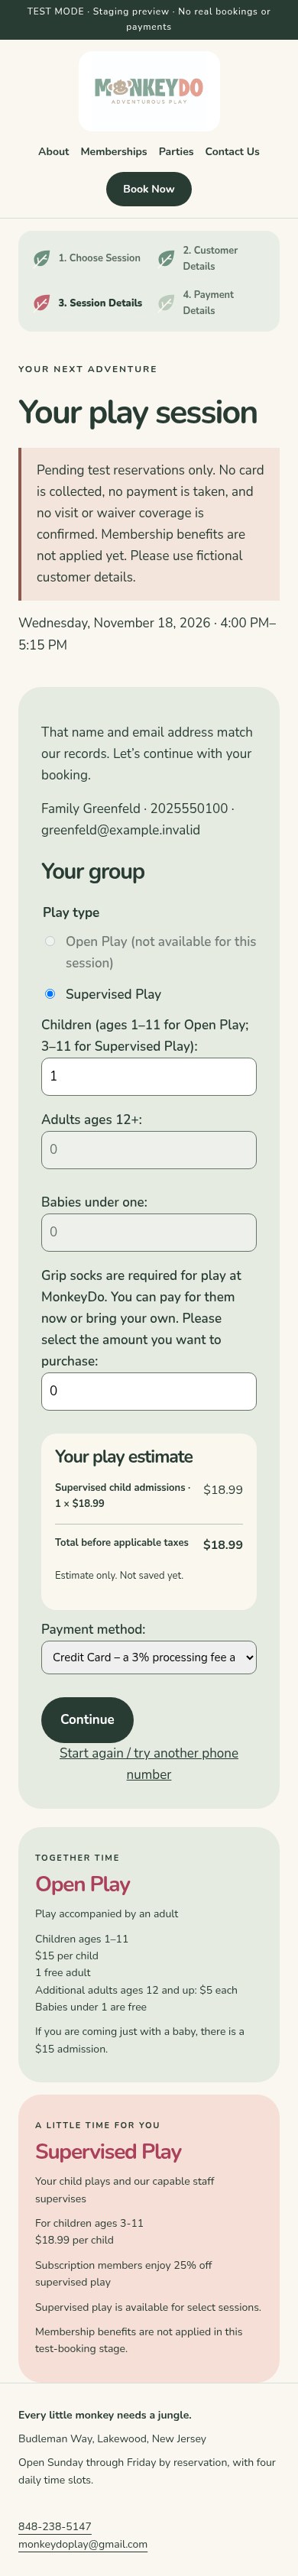 TEST MODE · Staging preview · No real bookings or
payments
MONKEYDO
ADVENTUROUS PLAY
About Memberships Parties Contact Us
Book Now
1. Choose Session
2. Customer
Details
3. Session Details
4. Payment
Details
YOUR NEXT ADVENTURE
Your play session
Pending test reservations only. No card
is collected, no payment is taken, and
no visit or waiver coverage is
confirmed. Membership benefits are
not applied yet. Please use fictional
customer details.
Wednesday, November 18, 2026 · 4:00 PM–
5:15 PM
That name and email address match
our records. Let’s continue with your
booking.
Family Greenfeld · 2025550100 ·
greenfeld@example.invalid
Your group
Play type
Open Play (not available for this
session)
Supervised Play
Children (ages 1–11 for Open Play;
3–11 for Supervised Play):
1
Adults ages 12+:
0
Babies under one:
0
Grip socks are required for play at
MonkeyDo. You can pay for them
now or bring your own. Please
select the amount you want to
purchase:
0
Your play estimate
Supervised child admissions ·
1 × $18.99
$18.99
Total before applicable taxes $18.99
Estimate only. Not saved yet.
Payment method:
Credit Card – a 3% processing fee a
Continue
Start again / try another phone
number
TOGETHER TIME
Open Play
Play accompanied by an adult
Children ages 1–11
$15 per child
1 free adult
Additional adults ages 12 and up: $5 each
Babies under 1 are free
If you are coming just with a baby, there is a
$15 admission.
A LITTLE TIME FOR YOU
Supervised Play
Your child plays and our capable staff
supervises
For children ages 3-11
$18.99 per child
Subscription members enjoy 25% off
supervised play
Supervised play is available for select sessions.
Membership benefits are not applied in this
test-booking stage.
Every little monkey needs a jungle.
Budleman Way, Lakewood, New Jersey
Open Sunday through Friday by reservation, with four
daily time slots.
848-238-5147
monkeydoplay@gmail.com